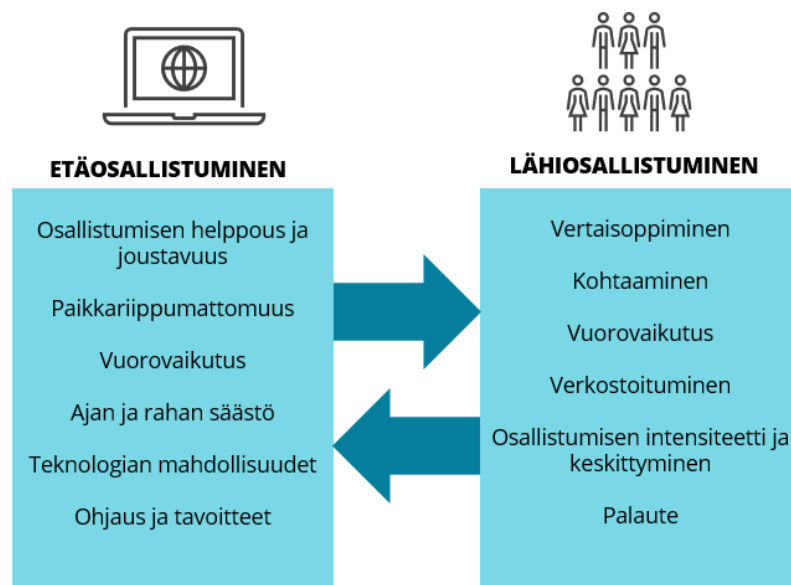 ETÄOSALLISTUMINEN
Osallistumisen helppous ja
joustavuus
Paikkariippumattomuus
Vuorovaikutus
Ajan ja rahan säästö
Teknologian mahdollisuudet
Ohjaus ja tavoitteet
LÄHIOSALLISTUMINEN
Vertaisoppiminen
Kohtaaminen
Vuorovaikutus
Verkostoituminen
Osallistumisen intensiteetti ja
keskittyminen
Palaute